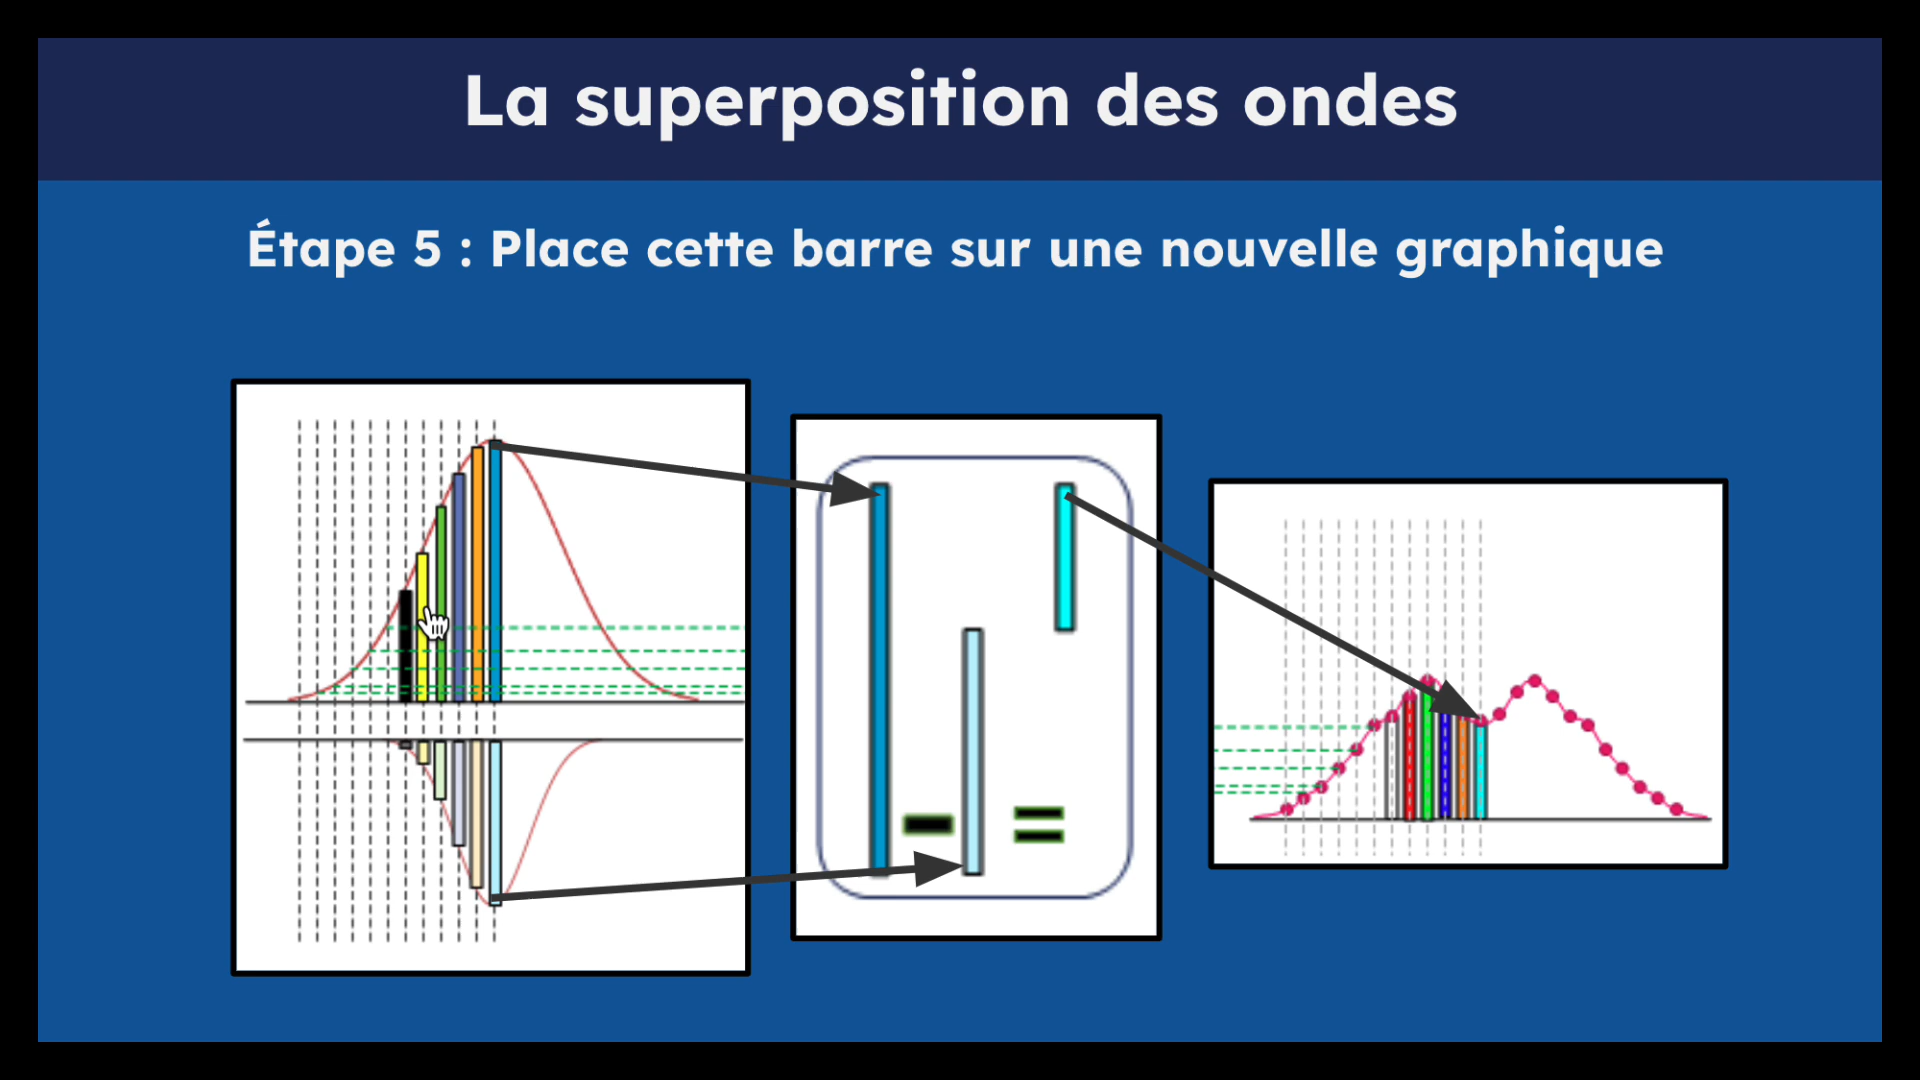 La superposition des ondes
Étape 5 : Place cette barre sur une nouvelle graphique